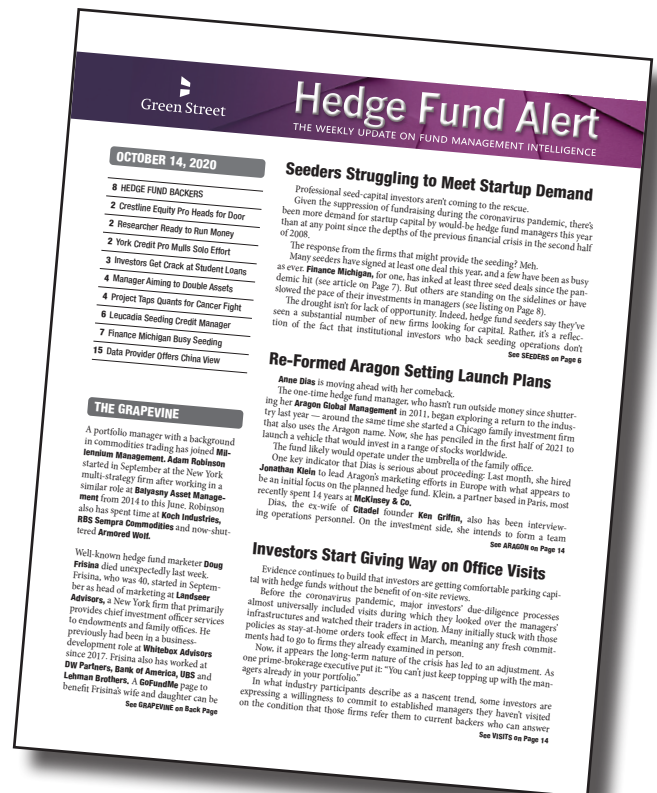 Green Street
Hedge Fund Alert
THE WEEKLY UPDATE ON FUND MANAGEMENT INTELLIGENCE
OCTOBER 14, 2020
8 HEDGE FUND BACKERS
2 Crestline Equity Pro Heads for Door
2 Researcher Ready to Run Money
2 York Credit Pro Mulls Solo Effort
3 Investors Get Crack at Student Loans
4 Manager Aiming to Double Assets
4 Project Taps Quants for Cancer Fight
6 Leucadia Seeding Credit Manager
7 Finance Michigan Busy Seeding
15 Data Provider Offers China View
THE GRAPEVINE
A portfolio manager with a background
in commodities trading has joined Mil-
lennium Management. Adam Robinson
started in September at the New York
multi-strategy firm after working in a
similar role at Balyasny Asset Manage-
ment from 2014 to this June. Robinson
also has spent time at Koch Industries,
RBS Sempra Commodities and now-shut-
tered Armored Wolf.
Well-known hedge fund marketer Doug
Frisina died unexpectedly last week.
Frisina, who was 40, started in Septem-
ber as head of marketing at Landseer
Advisors, a New York firm that primarily
provides chief investment officer services
to endowments and family offices. He
previously had been in a business-
development role at Whitebox Advisors
since 2017. Frisina also has worked at
DW Partners, Bank of America, UBS and
Lehman Brothers. A GoFundMe page to
benefit Frisina's wife and daughter can be
See GRAPEVINE on Back Page
Seeders Struggling to Meet Startup Demand
Professional seed-capital investors aren't coming to the rescue.
Given the suppression of fundraising during the coronavirus pandemic, there's
been more demand for startup capital by would-be hedge fund managers this year
than at any point since the depths of the previous financial crisis in the second half
of 2008.
The response from the firms that might provide the seeding? Meh.
Many seeders have signed at least one deal this year, and a few have been as busy
as ever. Finance Michigan, for one, has inked at least three seed deals since the pan-
demic hit (see article on Page 7). But others are standing on the sidelines or have
slowed the pace of their investments in managers (see listing on Page 8).
The drought isn't for lack of opportunity. Indeed, hedge fund seeders say they've
seen a substantial number of new firms looking for capital. Rather, it's a reflec-
tion of the fact that institutional investors who back seeding operations don't
See SEEDERS on Page 6
Re-Formed Aragon Setting Launch Plans
Anne Dias is moving ahead with her comeback.
The one-time hedge fund manager, who hasn't run outside money since shutter-
ing her Aragon Global Management in 2011, began exploring a return to the indus-
try last year — around the same time she started a Chicago family investment firm
that also uses the Aragon name. Now, she has penciled in the first half of 2021 to
launch a vehicle that would invest in a range of stocks worldwide.
The fund likely would operate under the umbrella of the family office.
One key indicator that Dias is serious about proceeding: Last month, she hired
Jonathan Klein to lead Aragon's marketing efforts in Europe with what appears to
be an initial focus on the planned hedge fund. Klein, a partner based in Paris, most
recently spent 14 years at McKinsey & Co.
Dias, the ex-wife of Citadel founder Ken Griffin, also has been interview-
ing operations personnel. On the investment side, she intends to form a team
See ARAGON on Page 14
Investors Start Giving Way on Office Visits
Evidence continues to build that investors are getting comfortable parking capi-
tal with hedge funds without the benefit of on-site reviews.
Before the coronavirus pandemic, major investors' due-diligence processes
almost universally included visits during which they looked over the managers'
infrastructures and watched their traders in action. Many initially stuck with those
policies as stay-at-home orders took effect in March, meaning any fresh commit-
ments had to go to firms they already examined in person.
Now, it appears the long-term nature of the crisis has led to an adjustment. As
one prime-brokerage executive put it: "You can't just keep topping up with the man-
agers already in your portfolio."
In what industry participants describe as a nascent trend, some investors are
expressing a willingness to commit to established managers they haven't visited
on the condition that those firms refer them to current backers who can answer
See VISITS on Page 14